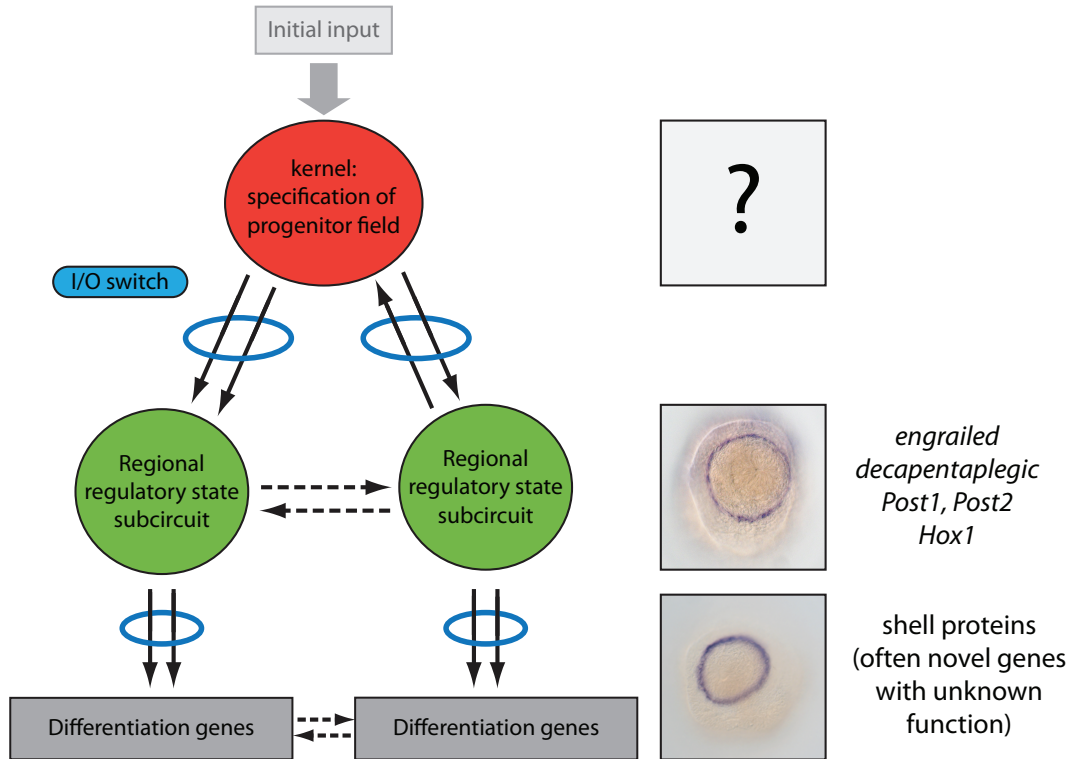 Initial input
kernel:
specification of
progenitor field
?
I/O switch
Regional
regulatory state
subcircuit
Regional
regulatory state
subcircuit
engrailed
decapentaplegic
Post1, Post2
Hox1
Differentiation genes
Differentiation genes
shell proteins
(often novel genes
with unknown
function)